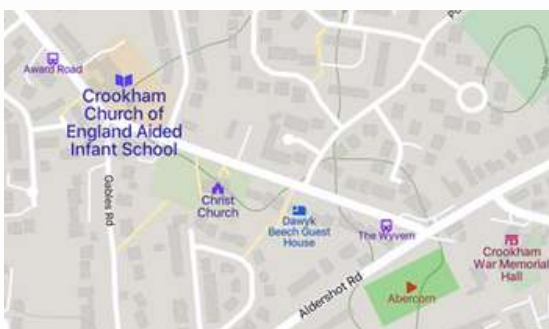 Award Road
Crookham
Church of
England Aided
Infant School
Gables Rd
Christ
Church
Dawyk
Beech Guest
House
The Wyvern
Crookham
War Memorial
Hall
Aldershot Rd
Abercorn